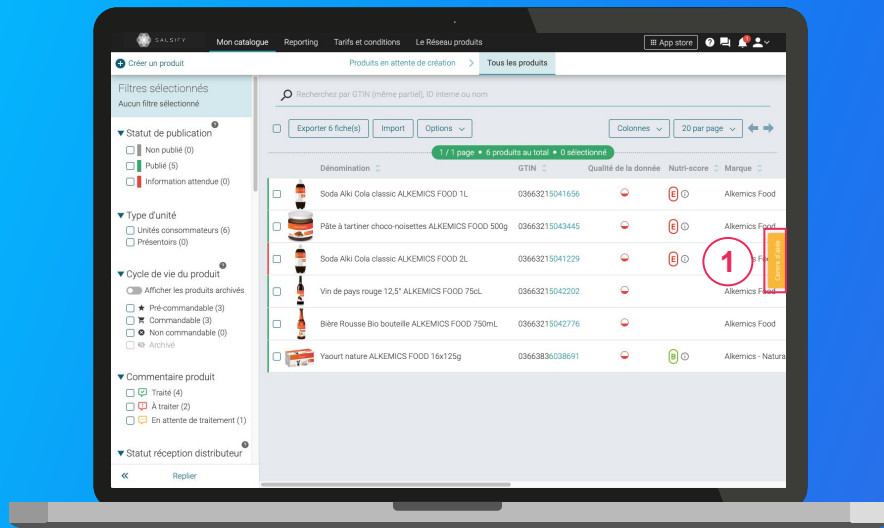 SALSIFY Mon catalogue Reporting Tarifs et conditions Le Réseau produits App store
Créer un produit Produits en attente de création > Tous les produits
Filtres sélectionnés
Aucun filtre sélectionné
Recherchez par GTIN (même partiel), ID interne ou nom
Statut de publication
Non publié (0)
Publié (5)
Information attendue (0)
Type d'unité
Unités consommateurs (6)
Présentoirs (0)
Cycle de vie du produit
Afficher les produits archivés
Pré-commandable (3)
Commandable (3)
Non commandable (0)
Archivé
Commentaire produit
Traité (4)
À traiter (2)
En attente de traitement (1)
Statut réception distributeur
« Replier
Exporter 6 fiche(s) Import Options Colonnes 20 par page
1 / 1 page • 6 produits au total • 0 sélectionné
Dénomination GTIN Qualité de la donnée Nutri-score Marque
Soda Alki Cola classic ALKEMICS FOOD 1L 03663215041656 E Alkemics Food
Pâte à tartiner choco-noisettes ALKEMICS FOOD 500g 03663215043445 E Alkemics Food
Soda Alki Cola classic ALKEMICS FOOD 2L 03663215041229 E
Vin de pays rouge 12,5° ALKEMICS FOOD 75cL 03663215042202 Alkemics Food
Bière Rousse Bio bouteille ALKEMICS FOOD 750mL 03663215042776 Alkemics Food
Yaourt nature ALKEMICS FOOD 16x125g 03663836038691 B Alkemics - Natura
1
Centre d'aide